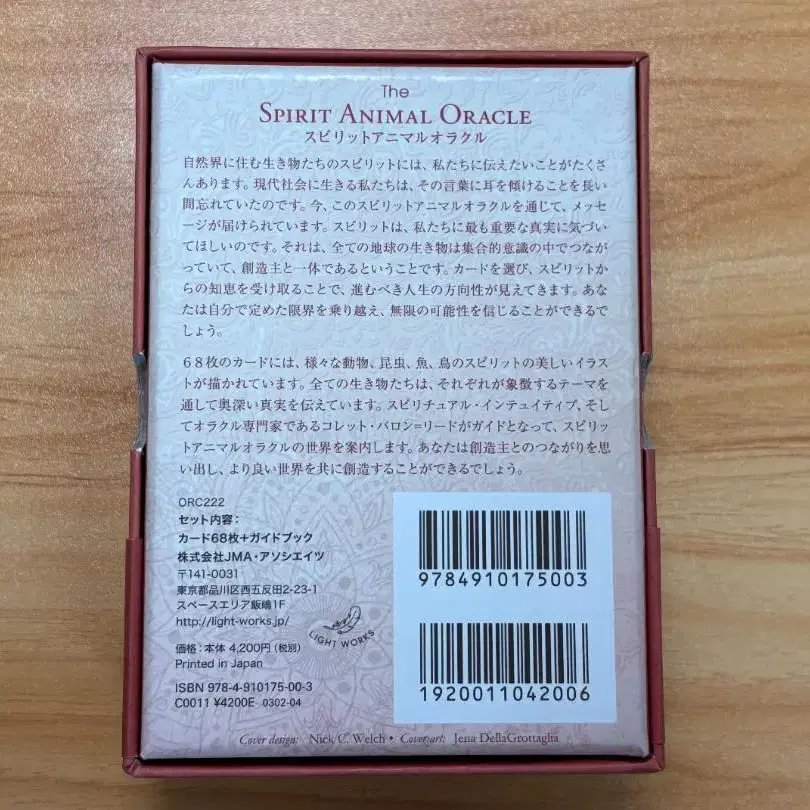 The
SPIRIT ANIMAL ORACLE
スピリットアニマルオラクル
自然界に住む生き物たちのスピリットには、私たちに伝えたいことがたくさ
んあります。現代社会に生きる私たちは、その言葉に耳を傾けることを長い
間忘れていたのです。今、このスピリットアニマルオラクルを通じて、メッセ
ージが届けられています。スピリットは、私たちに最も重要な真実に気づい
てほしいのです。それは、全ての地球の生き物は集合的意識の中でつなが
っていて、創造主と一体であるということです。カードを選び、スピリットか
らの知恵を受け取ることで、進むべき人生の方向性が見えてきます。あな
たは自分で定めた限界を乗り越え、無限の可能性を信じることができるで
しょう。
68枚のカードには、様々な動物、昆虫、魚、鳥のスピリットの美しいイラス
トが描かれています。全ての生き物たちは、それぞれが象徴するテーマを
通して奥深い真実を伝えています。スピリチュアル・インテュイティブ、そし
てオラクル専門家であるコレット・バロン=リードがガイドとなって、スピリッ
トアニマルオラクルの世界を案内します。あなたは創造主とのつながりを思
い出し、より良い世界を共に創造することができるでしょう。
ORC222
セット内容:
カード68枚+ガイドブック
株式会社JMA・アソシエイツ
〒141-0031
東京都品川区西五反田2-23-1
スペースエリア飯嶋1F
http://light-works.jp/
LIGHT WORKS
価格:本体 4,200円(税別)
Printed in Japan
ISBN 978-4-910175-00-3
C0011 ¥4200E 0302-04
9784910175003
1920011042006
Cover design: Nick C. Welch • Cover art: Jena DellaGrottaglia